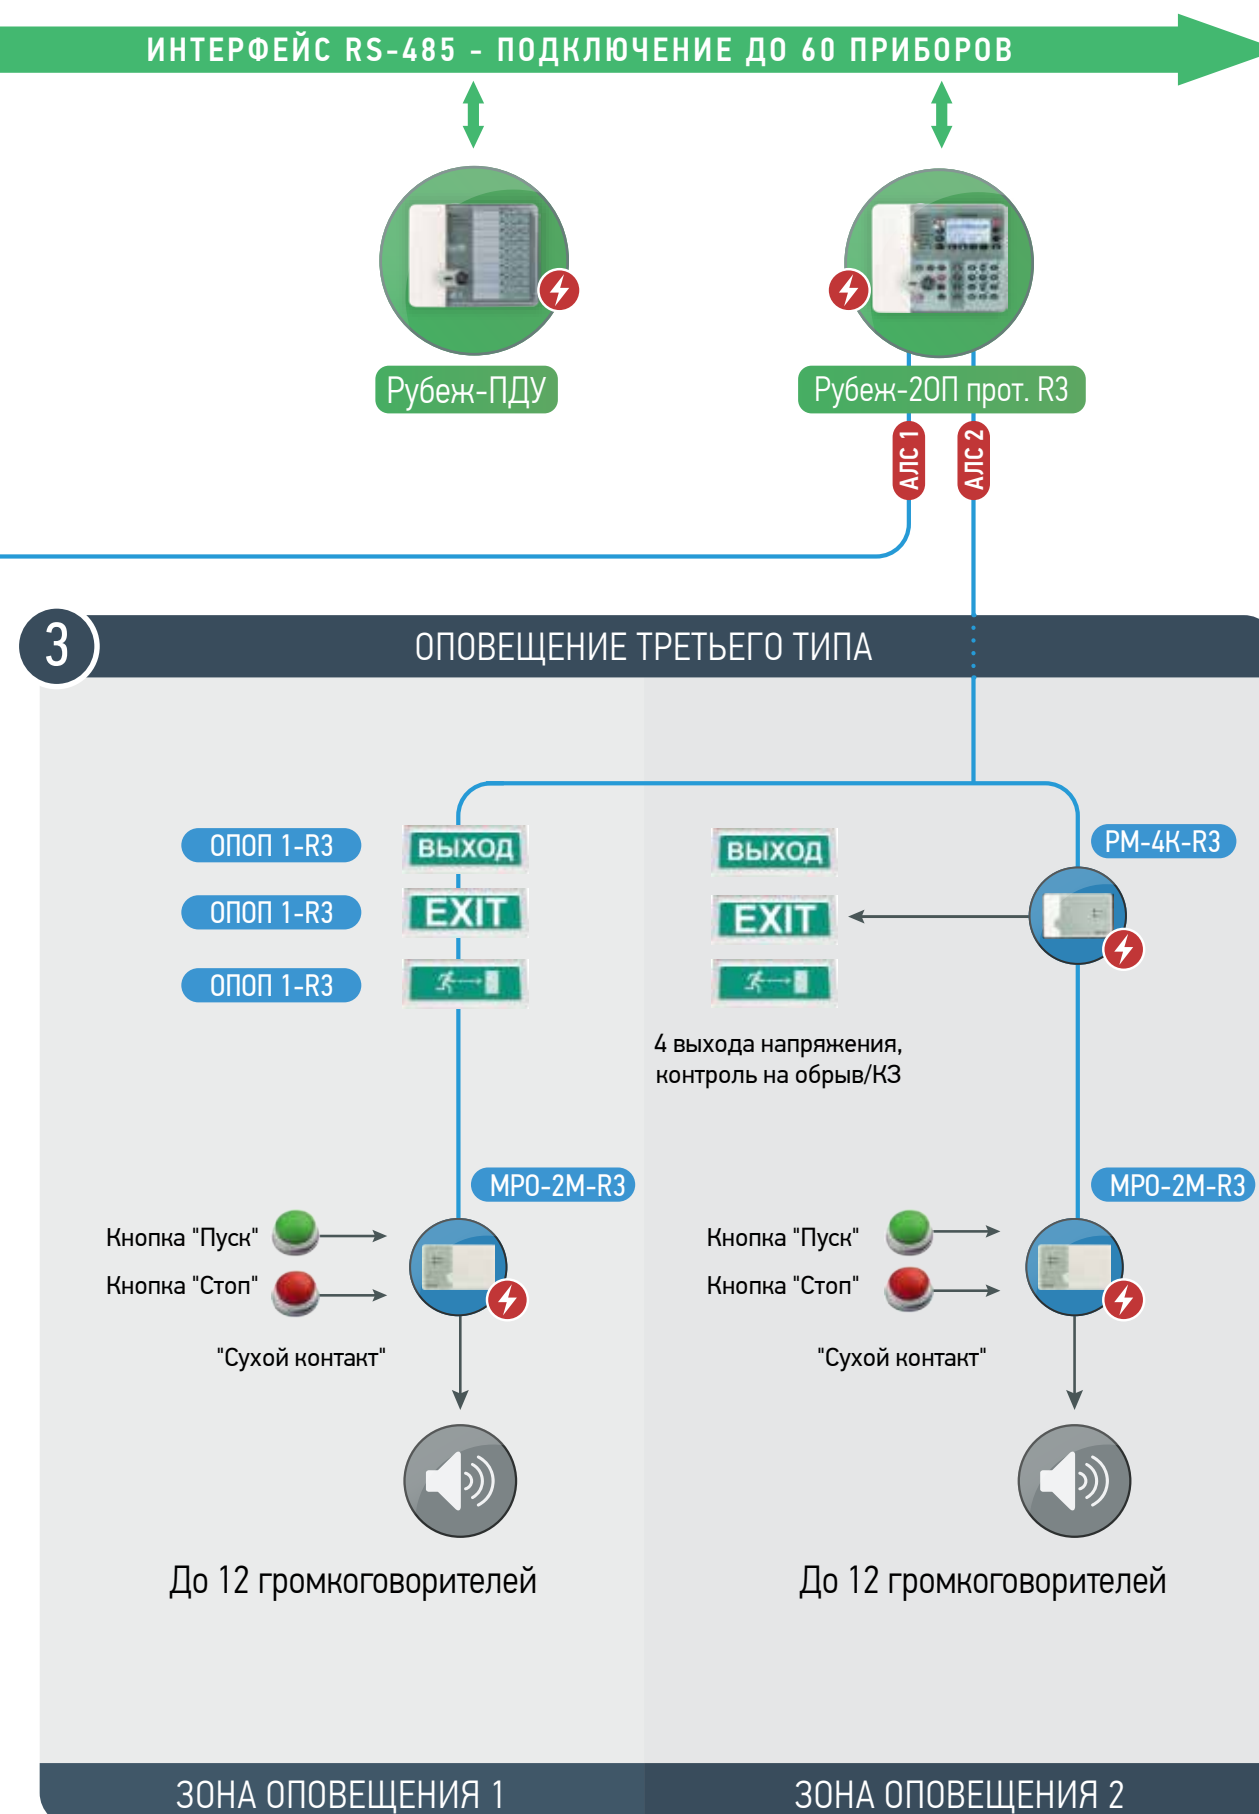 ИНТЕРФЕЙС RS-485 - ПОДКЛЮЧЕНИЕ ДО 60 ПРИБОРОВ
Рубеж-ПДУ
Рубеж-2ОП прот. R3
АЛС 1
АЛС 2
3
ОПОВЕЩЕНИЕ ТРЕТЬЕГО ТИПА
ОПОП 1-R3
ВЫХОД
ОПОП 1-R3
EXIT
ОПОП 1-R3
ВЫХОД
EXIT
РМ-4К-R3
4 выхода напряжения,
контроль на обрыв/КЗ
МРО-2М-R3
Кнопка "Пуск"
Кнопка "Стоп"
"Сухой контакт"
До 12 громкоговорителей
МРО-2М-R3
Кнопка "Пуск"
Кнопка "Стоп"
"Сухой контакт"
До 12 громкоговорителей
ЗОНА ОПОВЕЩЕНИЯ 1
ЗОНА ОПОВЕЩЕНИЯ 2